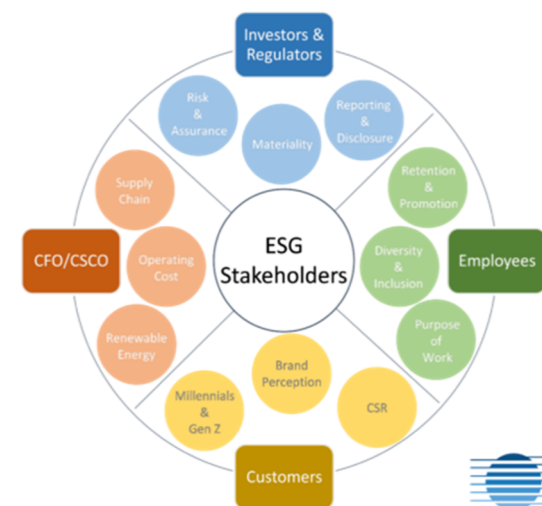 Investors &
Regulators
Risk
&
Assurance
Materiality
Reporting
&
Disclosure
Supply
Chain
Retention
&
Promotion
CFO/CSCO
Operating
Cost
ESG
Stakeholders
Diversity
&
Inclusion
Employees
Renewable
Energy
Purpose
of
Work
Millennials
&
Gen Z
Brand
Perception
CSR
Customers